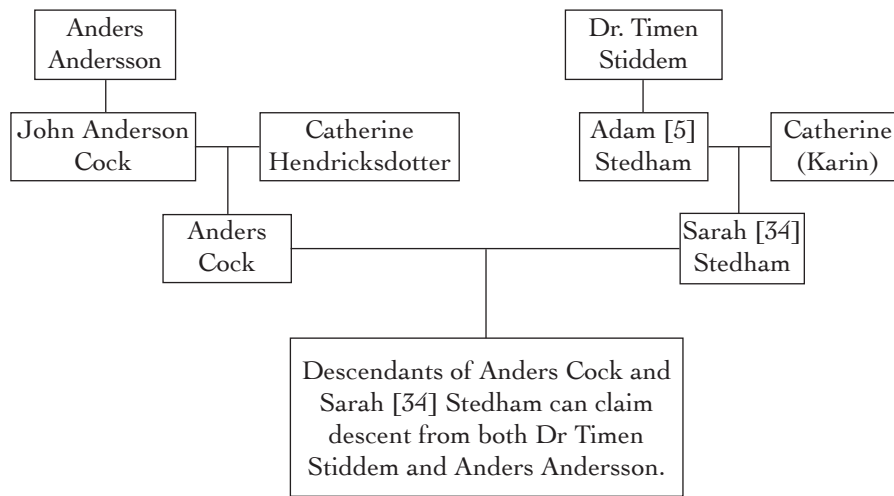 Anders
Andersson
Dr. Timen
Stiddem
John Anderson
Cock
Catherine
Hendricksdotter
Adam [5]
Stedham
Catherine
(Karin)
Anders
Cock
Sarah [34]
Stedham
Descendants of Anders Cock and
Sarah [34] Stedham can claim
descent from both Dr Timen
Stiddem and Anders Andersson.